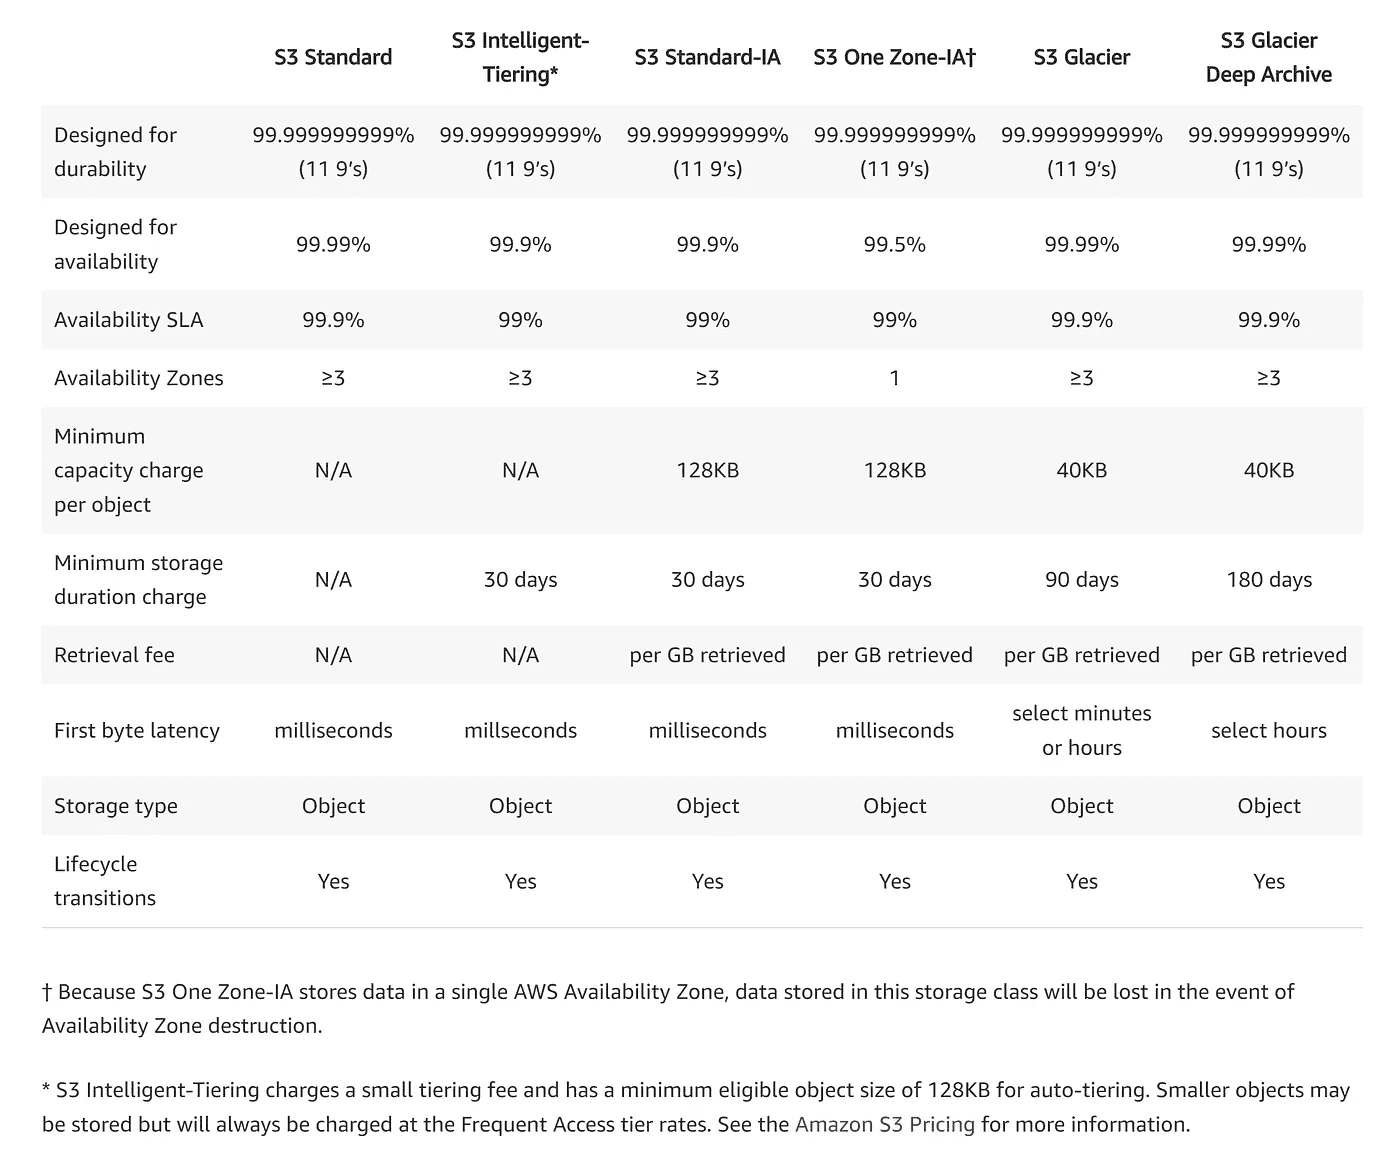 S3 Standard S3 Intelligent-Tiering* S3 Standard-IA S3 One Zone-IA† S3 Glacier S3 Glacier Deep Archive
Designed for durability 99.999999999% (11 9’s) 99.999999999% (11 9’s) 99.999999999% (11 9’s) 99.999999999% (11 9’s) 99.999999999% (11 9’s) 99.999999999% (11 9’s)
Designed for availability 99.99% 99.9% 99.9% 99.5% 99.99% 99.99%
Availability SLA 99.9% 99% 99% 99% 99.9% 99.9%
Availability Zones ≥3 ≥3 ≥3 1 ≥3 ≥3
Minimum capacity charge per object N/A N/A 128KB 128KB 40KB 40KB
Minimum storage duration charge N/A 30 days 30 days 30 days 90 days 180 days
Retrieval fee N/A N/A per GB retrieved per GB retrieved per GB retrieved per GB retrieved
First byte latency milliseconds millseconds milliseconds milliseconds select minutes or hours select hours
Storage type Object Object Object Object Object Object
Lifecycle transitions Yes Yes Yes Yes Yes Yes
† Because S3 One Zone-IA stores data in a single AWS Availability Zone, data stored in this storage class will be lost in the event of
Availability Zone destruction.
* S3 Intelligent-Tiering charges a small tiering fee and has a minimum eligible object size of 128KB for auto-tiering. Smaller objects may
be stored but will always be charged at the Frequent Access tier rates. See the Amazon S3 Pricing for more information.